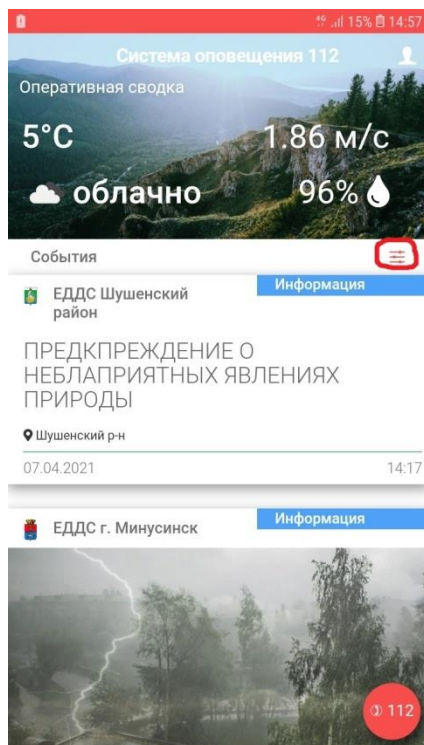 4G 15% 14:57
Система оповещения 112
Оперативная сводка
5°C 1.86 м/с
облачно 96%
События
ЕДДС Шушенский район Информация
ПРЕДКПРЕЖДЕНИЕ О
НЕБЛАПРИЯТНЫХ ЯВЛЕНИЯХ
ПРИРОДЫ
Шушенский р-н
07.04.2021 14:17
ЕДДС г. Минусинск Информация
112